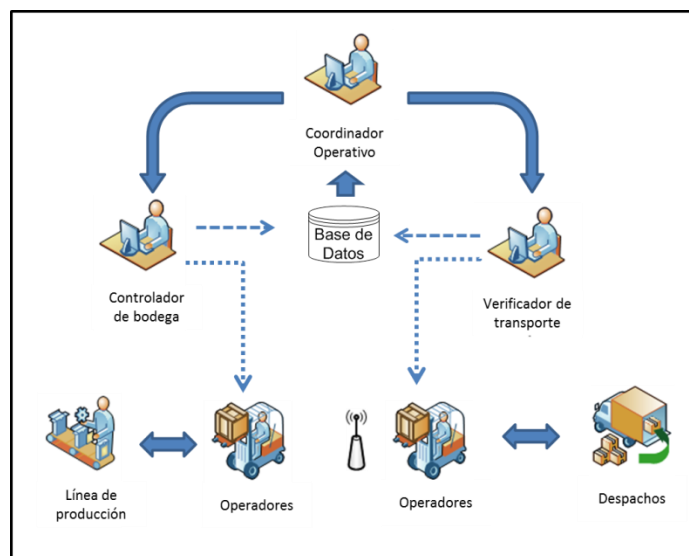 Coordinador
Operativo
Base de
Datos
Controlador
de bodega
Verificador de
transporte
Línea de
producción
Operadores
Operadores
Despachos